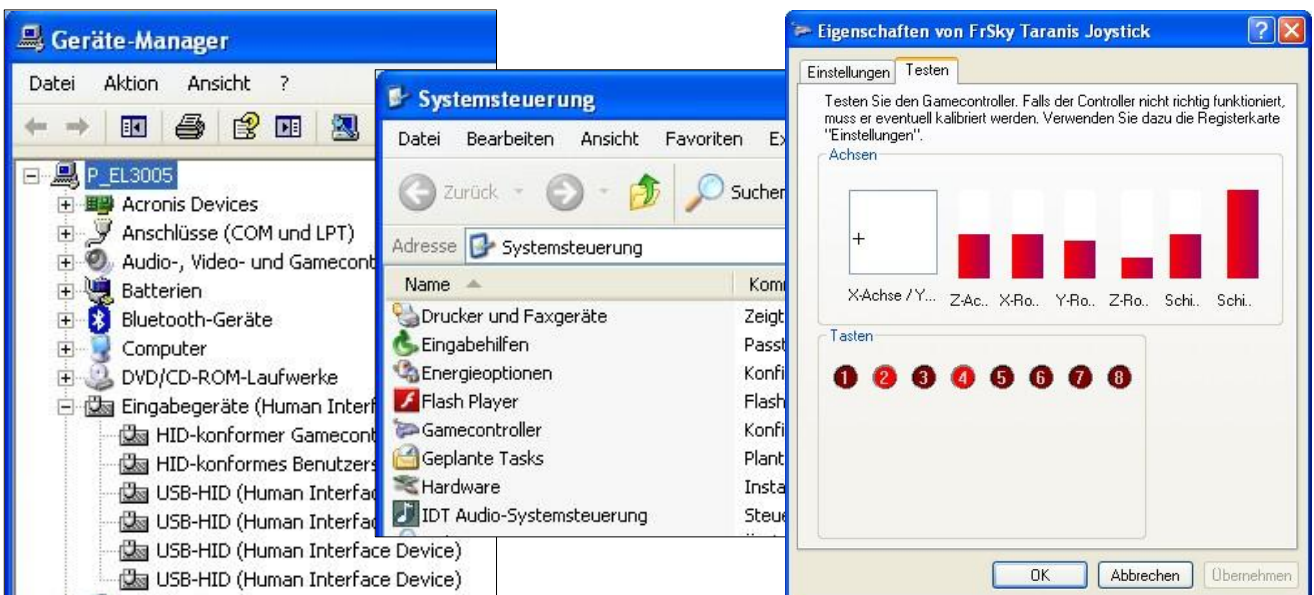 Geräte-Manager
Datei Aktion Ansicht ?
P_EL3005
Acronis Devices
Anschlüsse (COM und LPT)
Audio-, Video- und Gamecont
Batterien
Bluetooth-Geräte
Computer
DVD/CD-ROM-Laufwerke
Eingabegeräte (Human Interf
HID-konformer Gamecont
HID-konformes Benutzers
USB-HID (Human Interfac
USB-HID (Human Interfac
USB-HID (Human Interface Device)
USB-HID (Human Interface Device)
Systemsteuerung
Datei Bearbeiten Ansicht Favoriten Ex
Zurück Suchen
Adresse Systemsteuerung
Name Komm
Drucker und Faxgeräte Zeigt
Eingabehilfen Passt
Energieoptionen Konfi
Flash Player Flash
Gamecontroller Konfi
Geplante Tasks Plant
Hardware Insta
IDT Audio-Systemsteuerung Steue
Eigenschaften von FrSky Taranis Joystick
Einstellungen Testen
Testen Sie den Gamecontroller. Falls der Controller nicht richtig funktioniert,
muss er eventuell kalibriert werden. Verwenden Sie dazu die Registerkarte
"Einstellungen".
Achsen
X-Achse / Y... Z-Ac.. X-Ro.. Y-Ro.. Z-Ro.. Schi.. Schi..
Tasten
1 2 3 4 5 6 7 8
OK Abbrechen Übernehmen